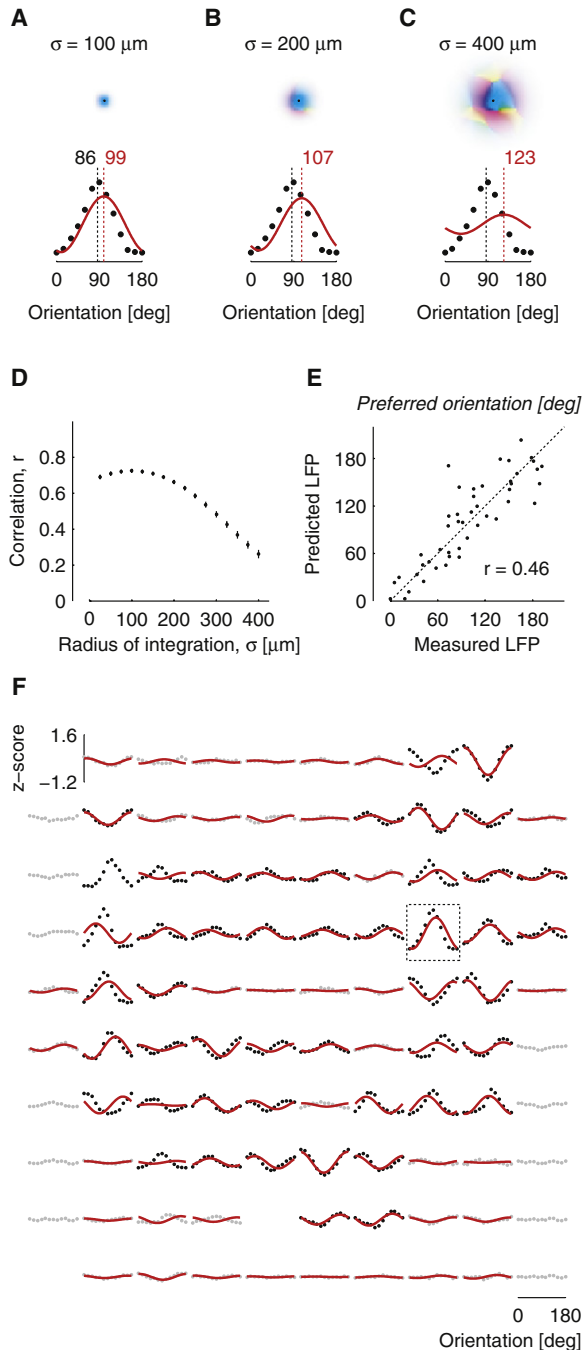 A
B
C
σ = 100 μm
σ = 200 μm
σ = 400 μm
86
99
107
123
0 90 180
0 90 180
0 90 180
Orientation [deg]
Orientation [deg]
Orientation [deg]
D
Correlation, r
0.8
0.6
0.4
0.2
0
0 100 200 300 400
Radius of integration, σ [μm]
E
Preferred orientation [deg]
Predicted LFP
180
120
60
0
r = 0.46
0 60 120 180
Measured LFP
F
z-score
1.6
−1.2
0 180
Orientation [deg]